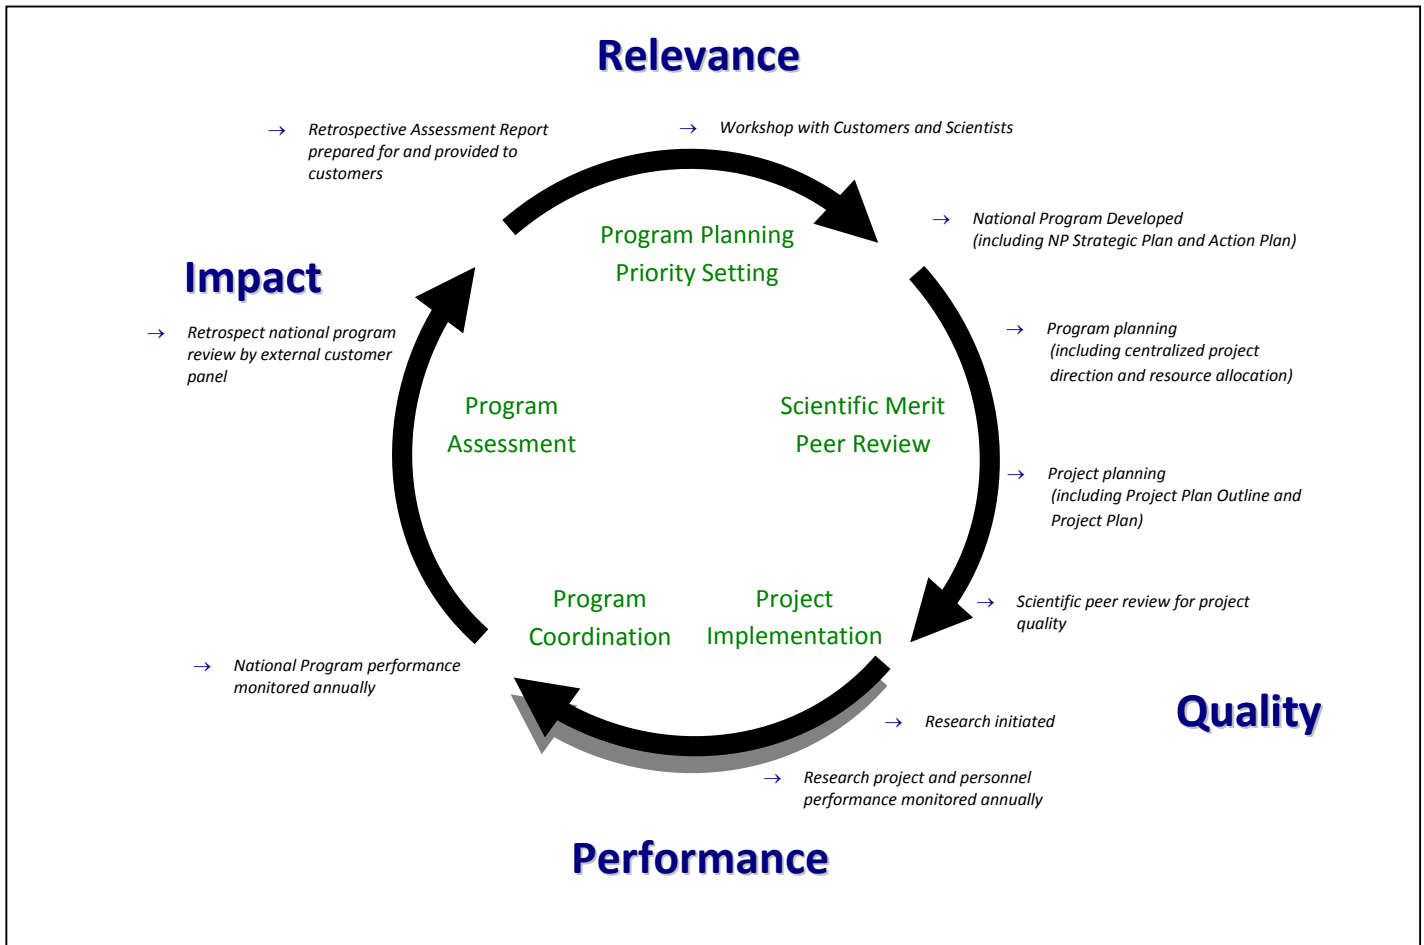 Relevance
→ Retrospective Assessment Report
prepared for and provided to
customers
→ Workshop with Customers and Scientists
→ National Program Developed
(including NP Strategic Plan and Action Plan)
Program Planning
Priority Setting
Impact
→ Retrospect national program
review by external customer
panel
→ Program planning
(including centralized project
direction and resource allocation)
Program
Assessment
Scientific Merit
Peer Review
→ Project planning
(including Project Plan Outline and
Project Plan)
Program
Coordination
Project
Implementation
→ Scientific peer review for project
quality
→ National Program performance
monitored annually
Quality
→ Research initiated
→ Research project and personnel
performance monitored annually
Performance